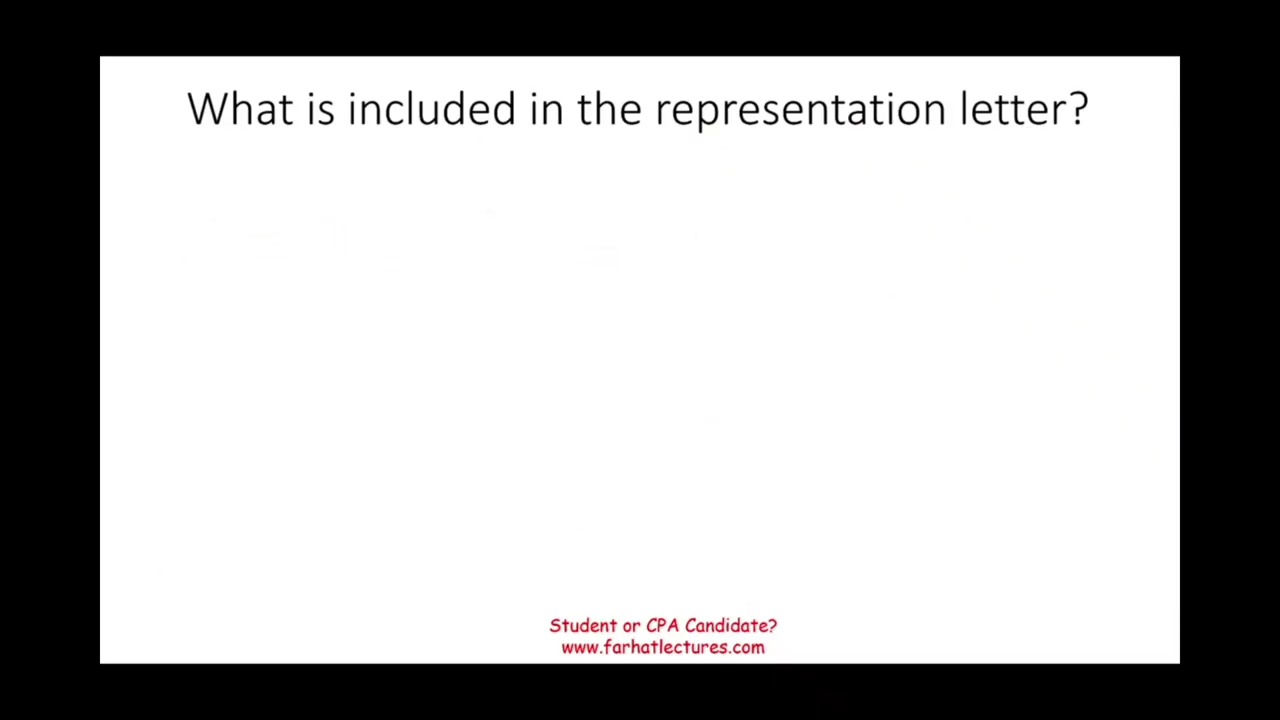 What is included in the representation letter?
Student or CPA Candidate?
www.farhatlectures.com